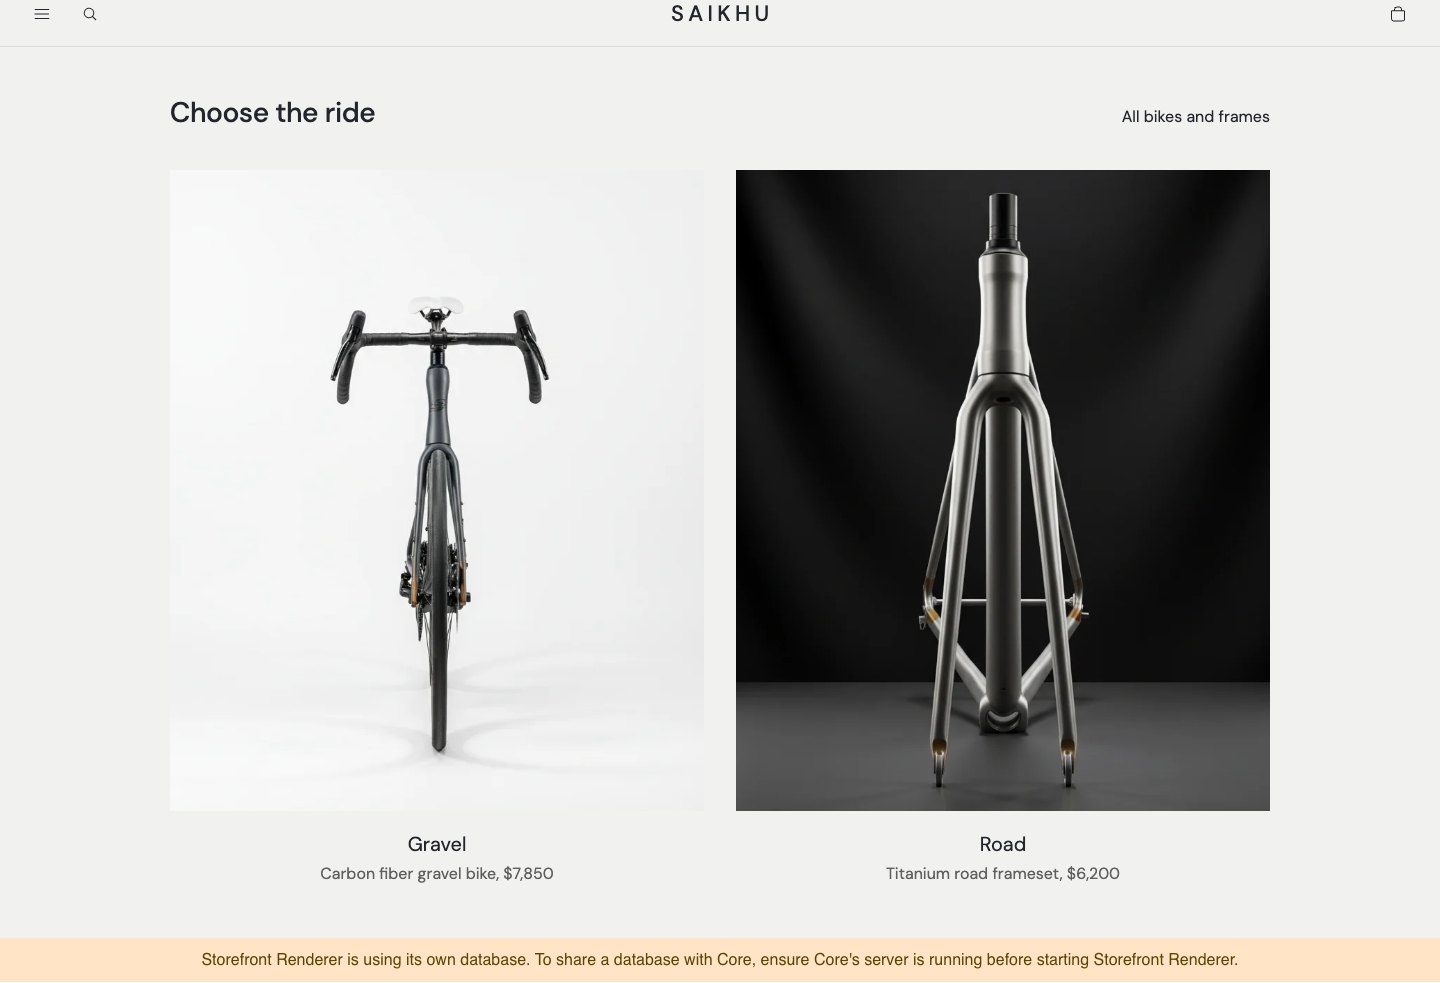 SAIKHU
Choose the ride
All bikes and frames
Gravel
Carbon fiber gravel bike, $7,850
Road
Titanium road frameset, $6,200
Storefront Renderer is using its own database. To share a database with Core, ensure Core's server is running before starting Storefront Renderer.